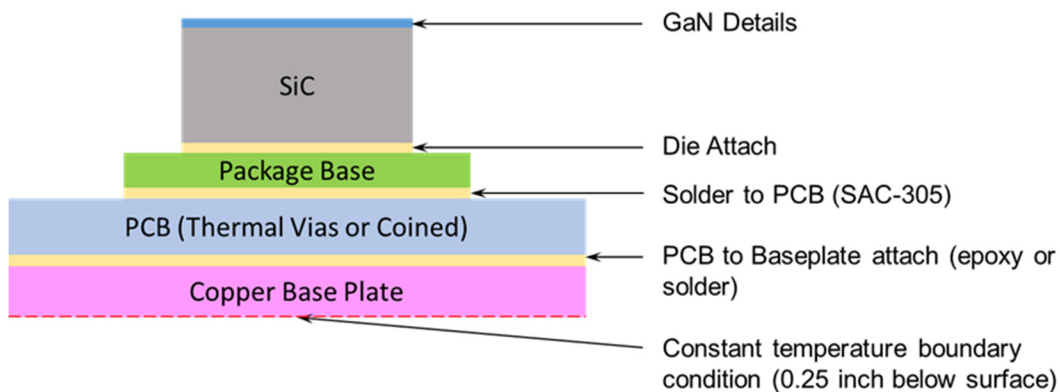 GaN Details
SiC
Die Attach
Package Base
Solder to PCB (SAC-305)
PCB (Thermal Vias or Coined)
PCB to Baseplate attach (epoxy or
solder)
Copper Base Plate
Constant temperature boundary
condition (0.25 inch below surface)